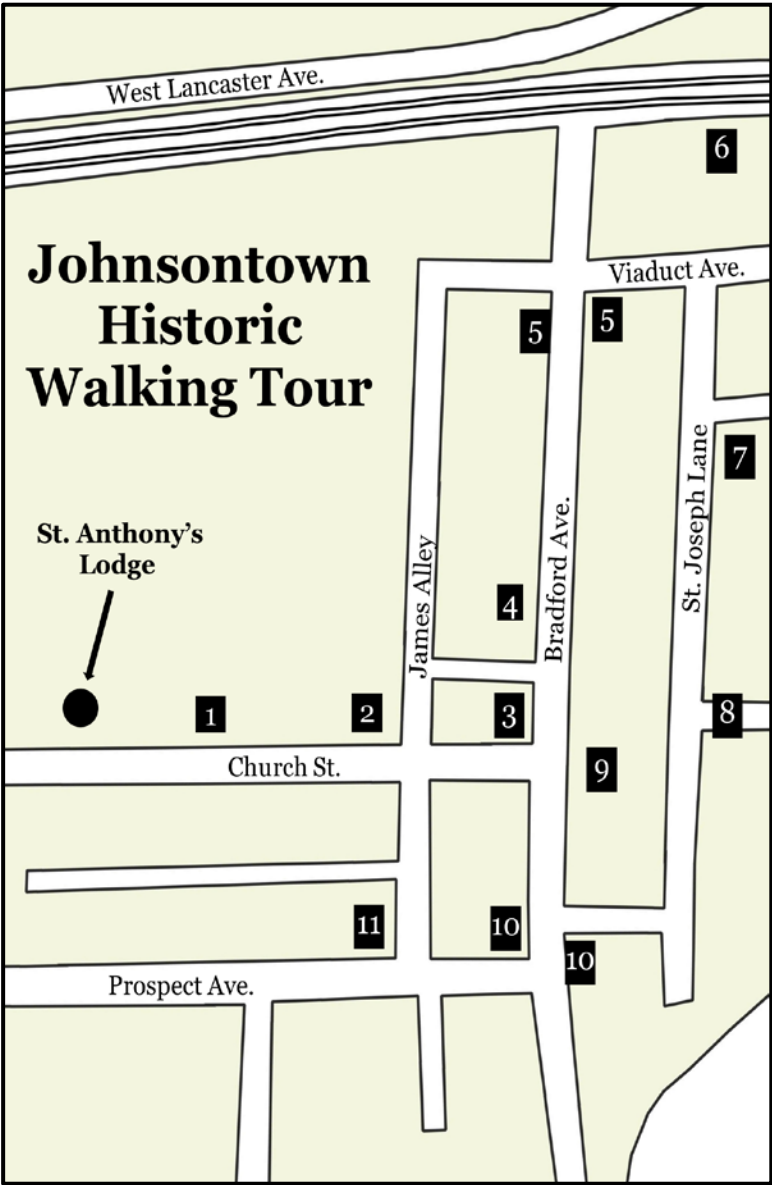 West Lancaster Ave.
6
Johnsontown
Historic
Walking Tour
Viaduct Ave.
5
5
7
St. Anthony's
Lodge
James Alley
Bradford Ave.
St. Joseph Lane
4
1
2
3
8
Church St.
9
11
10
10
Prospect Ave.